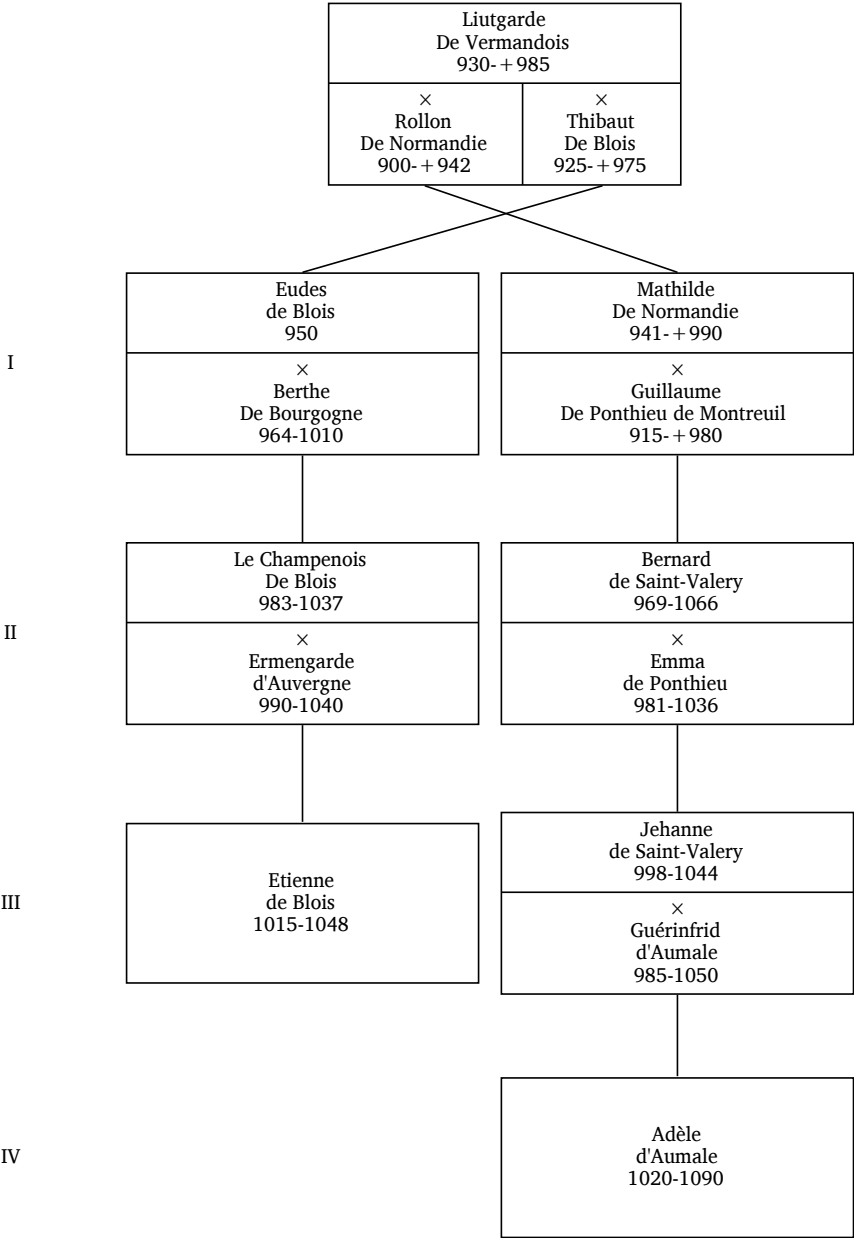 Liutgarde
De Vermandois
930-+985
×
Rollon
De Normandie
900-+942
×
Thibaut
De Blois
925-+975
I
Eudes
de Blois
950
×
Berthe
De Bourgogne
964-1010
Mathilde
De Normandie
941-+990
×
Guillaume
De Ponthieu de Montreuil
915-+980
II
Le Champenois
De Blois
983-1037
×
Ermengarde
d'Auvergne
990-1040
Bernard
de Saint-Valery
969-1066
×
Emma
de Ponthieu
981-1036
III
Etienne
de Blois
1015-1048
Jehanne
de Saint-Valery
998-1044
×
Guérinfrid
d'Aumale
985-1050
IV
Adèle
d'Aumale
1020-1090